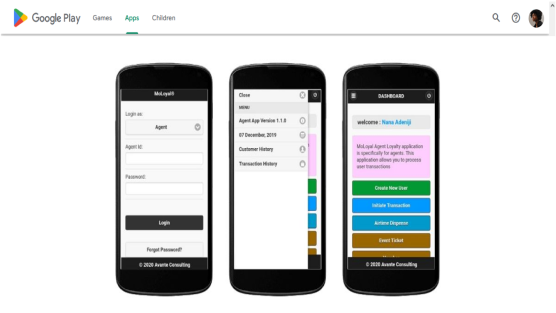 Google Play Games Apps Children
MoLoyal®
Login as:
Agent
Agent Id:
Password:
Login
Forgot Password?
© 2020 Avante Consulting
Close
MENU
Agent App Version 1.1.0
07 December, 2019
Customer History
Transaction History
DASHBOARD
welcome : Nana Adeniji
MoLoyal Agent Loyalty application
is specifically for agents. This
application allows you to process
user transactions
Create New User
Initiate Transaction
Airtime Dispense
Event Ticket
© 2020 Avante Consulting